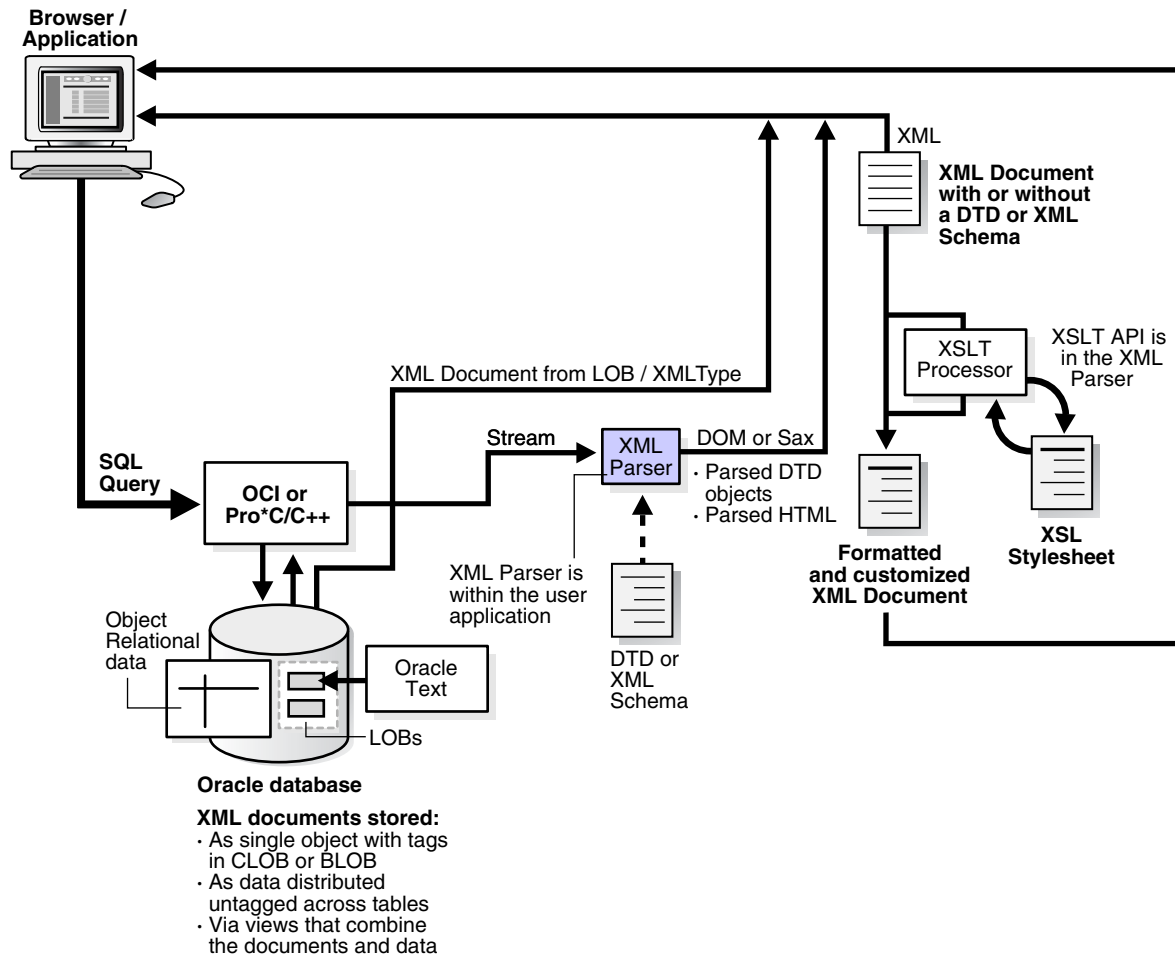 Browser /
Application
XML
XML Document
with or without
a DTD or XML
Schema
XSLT
Processor
XSLT API is
in the XML
Parser
XML Document from LOB / XMLType
Stream
XML
Parser
DOM or Sax
· Parsed DTD
objects
· Parsed HTML
SQL
Query
OCI or
Pro*C/C++
XSL
Stylesheet
Formatted
and customized
XML Document
XML Parser is
within the user
application
Object
Relational
data
Oracle
Text
DTD or
XML
Schema
LOBs
Oracle database
XML documents stored:
· As single object with tags
in CLOB or BLOB
· As data distributed
untagged across tables
· Via views that combine
the documents and data